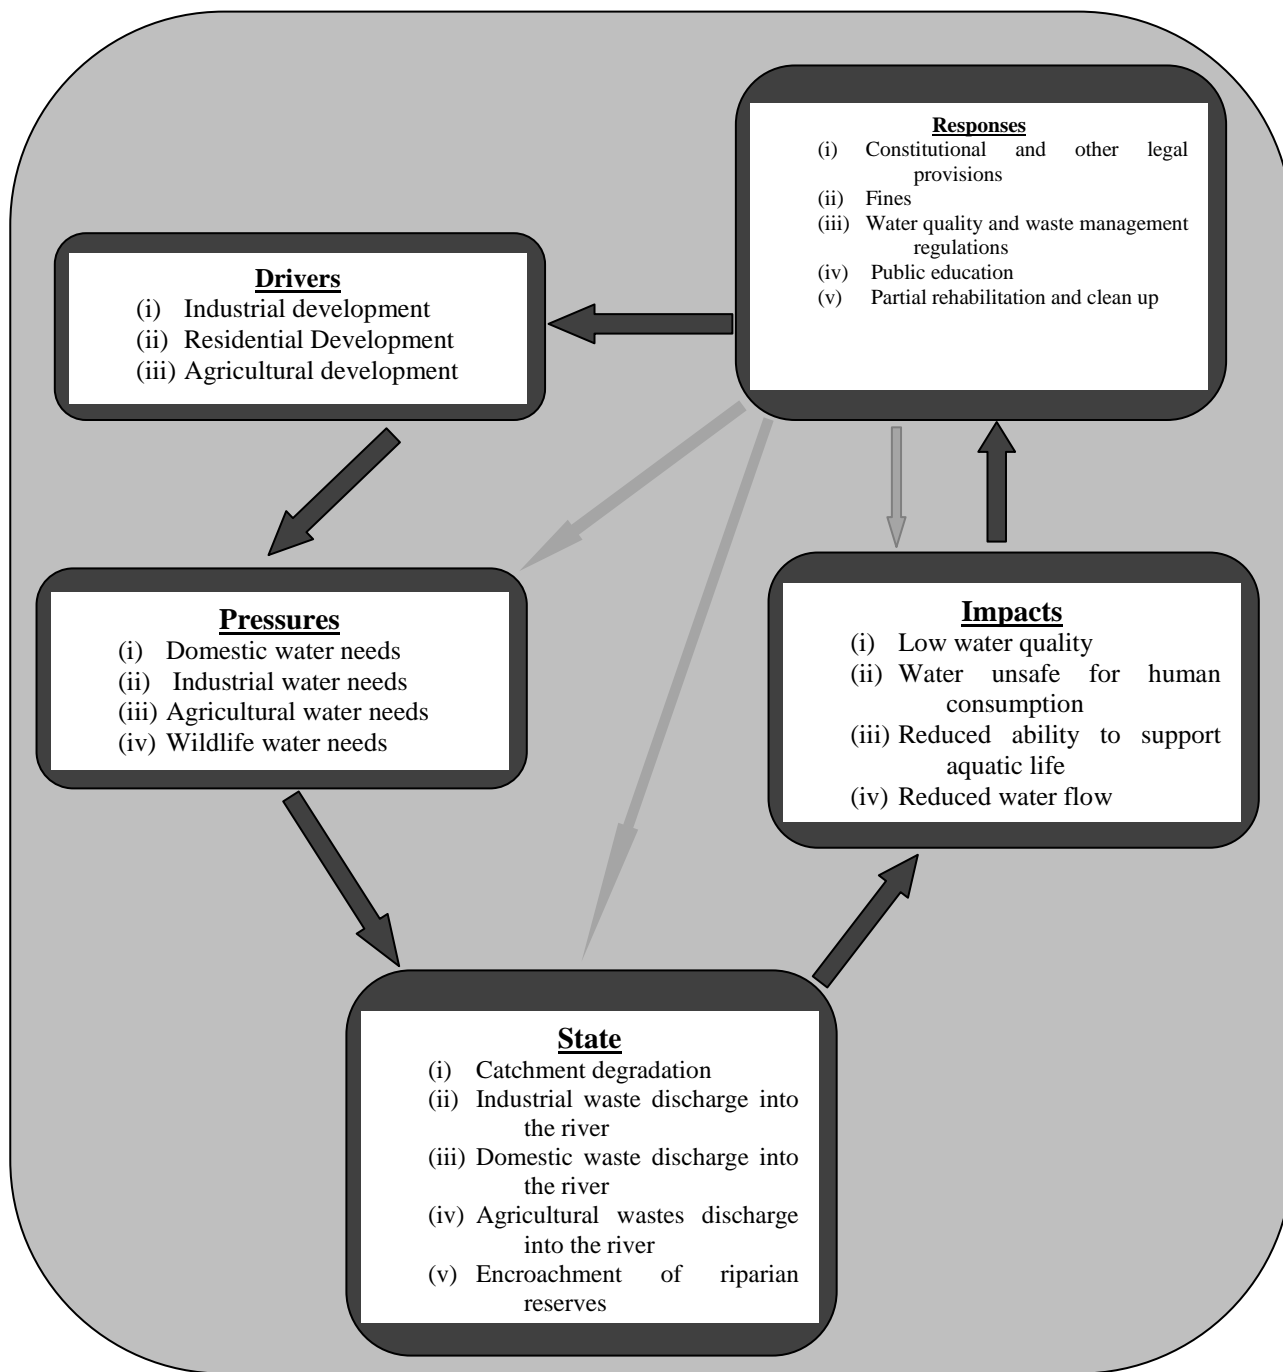 Responses
(i) Constitutional and other legal
provisions
(ii) Fines
(iii) Water quality and waste management
regulations
(iv) Public education
(v) Partial rehabilitation and clean up
Drivers
(i) Industrial development
(ii) Residential Development
(iii) Agricultural development
Pressures
(i) Domestic water needs
(ii) Industrial water needs
(iii) Agricultural water needs
(iv) Wildlife water needs
Impacts
(i) Low water quality
(ii) Water unsafe for human
consumption
(iii) Reduced ability to support
aquatic life
(iv) Reduced water flow
State
(i) Catchment degradation
(ii) Industrial waste discharge into
the river
(iii) Domestic waste discharge into
the river
(iv) Agricultural wastes discharge
into the river
(v) Encroachment of riparian
reserves